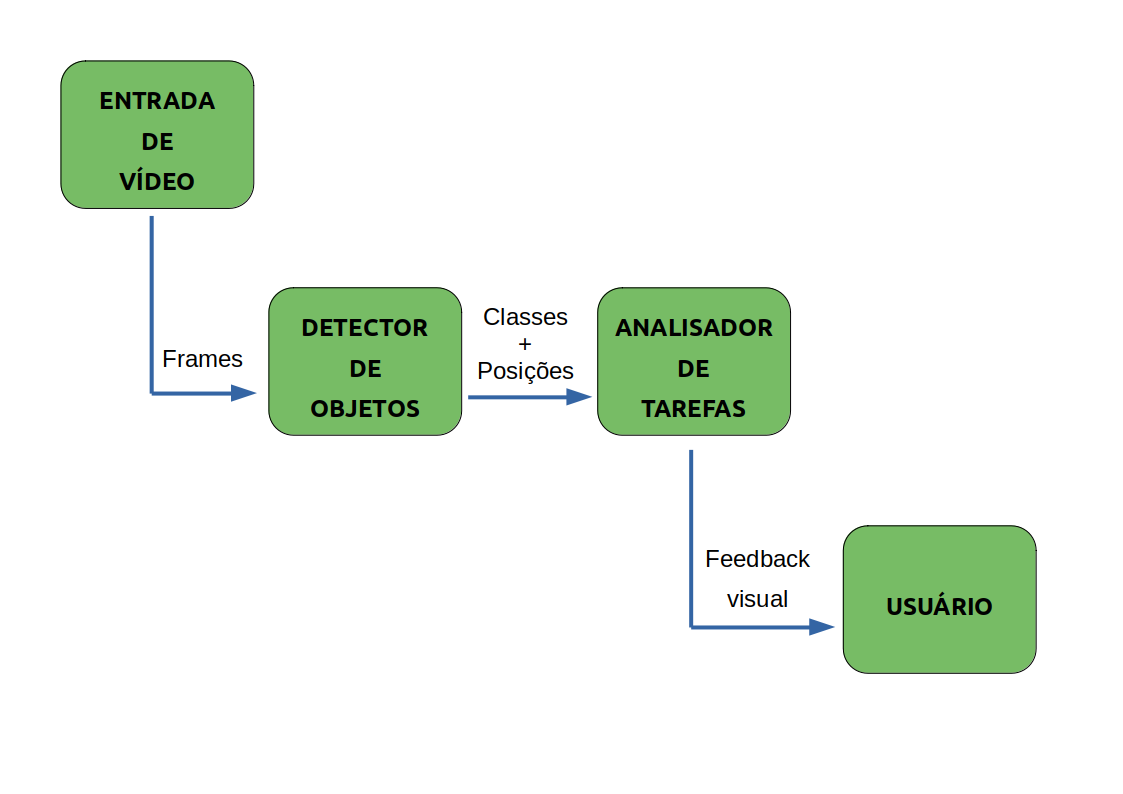 ENTRADA
DE
VÍDEO
Frames
DETECTOR
DE
OBJETOS
Classes
+
Posições
ANALISADOR
DE
TAREFAS
Feedback
visual
USUÁRIO